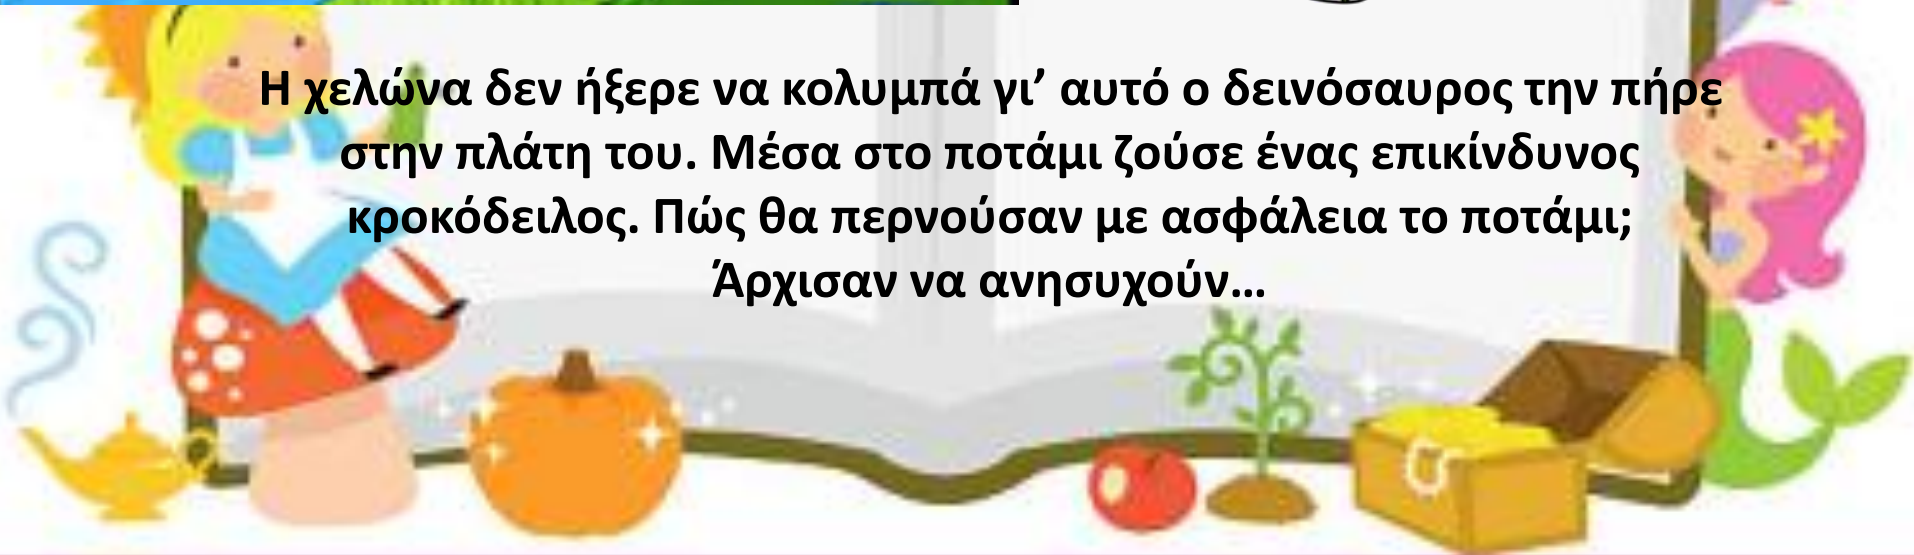 Η χελώνα δεν ήξερε να κολυμπά γι’ αυτό ο δεινόσαυρος την πήρε
στην πλάτη του. Μέσα στο ποτάμι ζούσε ένας επικίνδυνος
κροκόδειλος. Πώς θα περνούσαν με ασφάλεια το ποτάμι;
Άρχισαν να ανησυχούν…